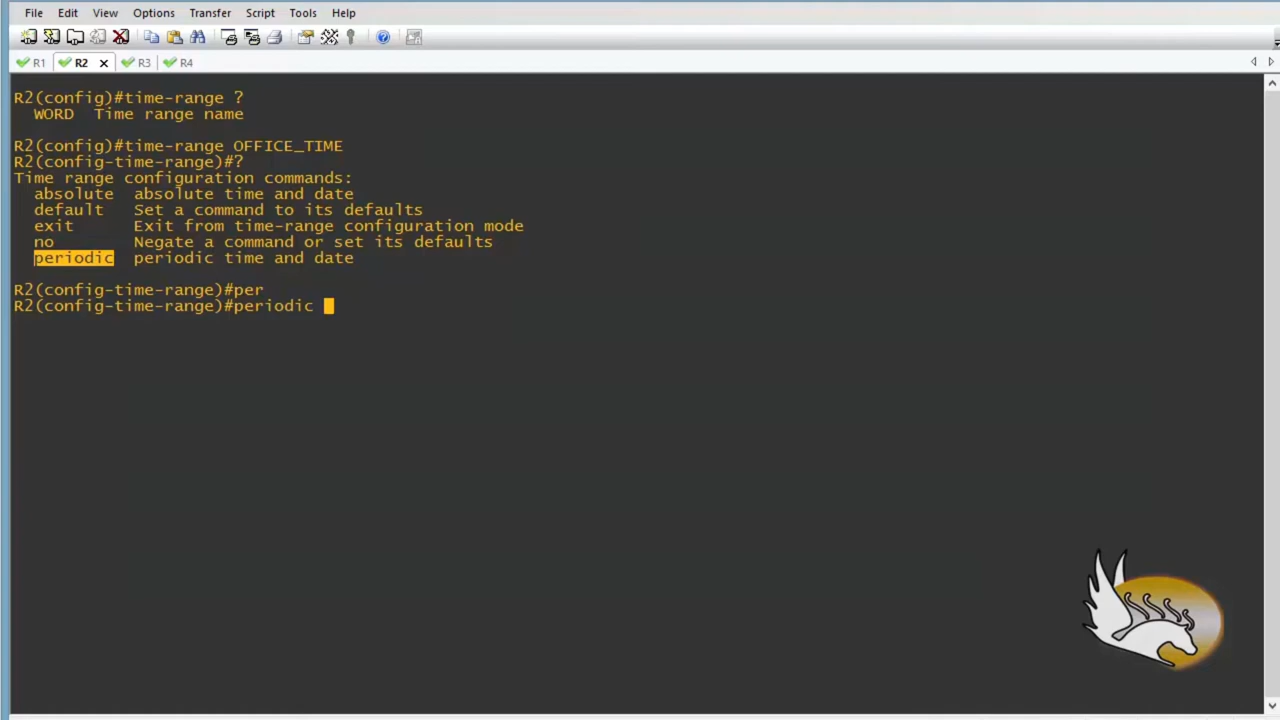 File Edit View Options Transfer Script Tools Help
R1 R2 R3 R4
R2(config)#time-range ?
WORD Time range name
R2(config)#time-range OFFICE_TIME
R2(config-time-range)#?
Time range configuration commands:
absolute absolute time and date
default Set a command to its defaults
exit Exit from time-range configuration mode
no Negate a command or set its defaults
periodic periodic time and date
R2(config-time-range)#per
R2(config-time-range)#periodic